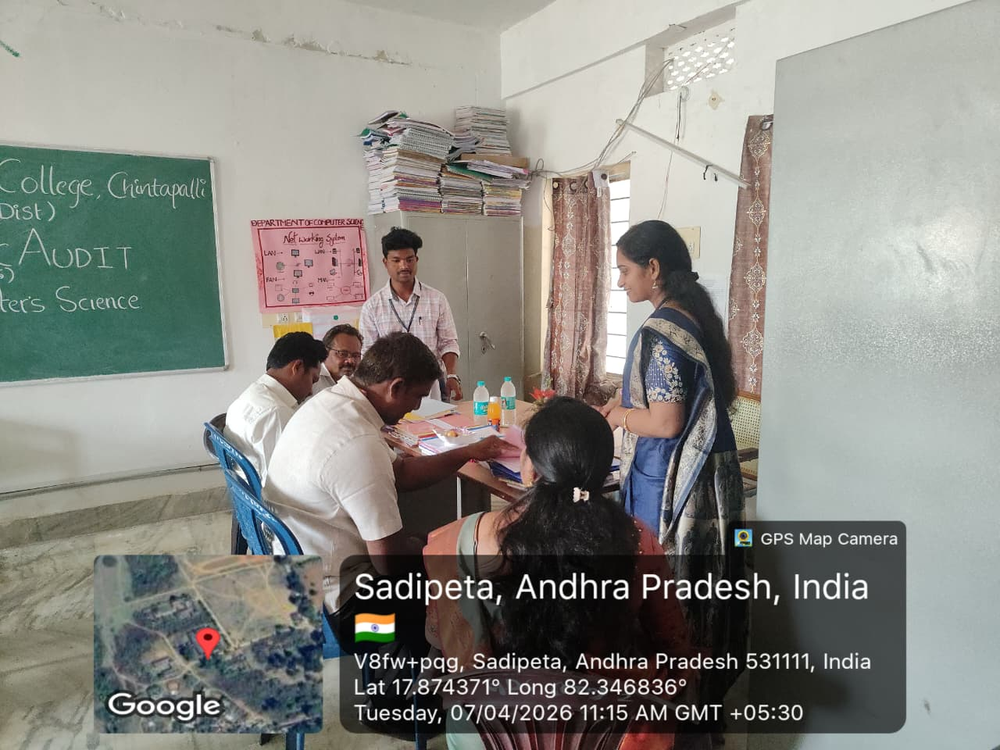 College, Chintapalli
Dist)
AUDIT
ter's Science
DEPARTMENT OF COMPUTER SCIENC
Net working System
LAN
WAN
PAN
MAN
GPS Map Camera
Sadipeta, Andhra Pradesh, India
V8fw+pqg, Sadipeta, Andhra Pradesh 531111, India
Lat 17.874371° Long 82.346836°
Tuesday, 07/04/2026 11:15 AM GMT +05:30
Google